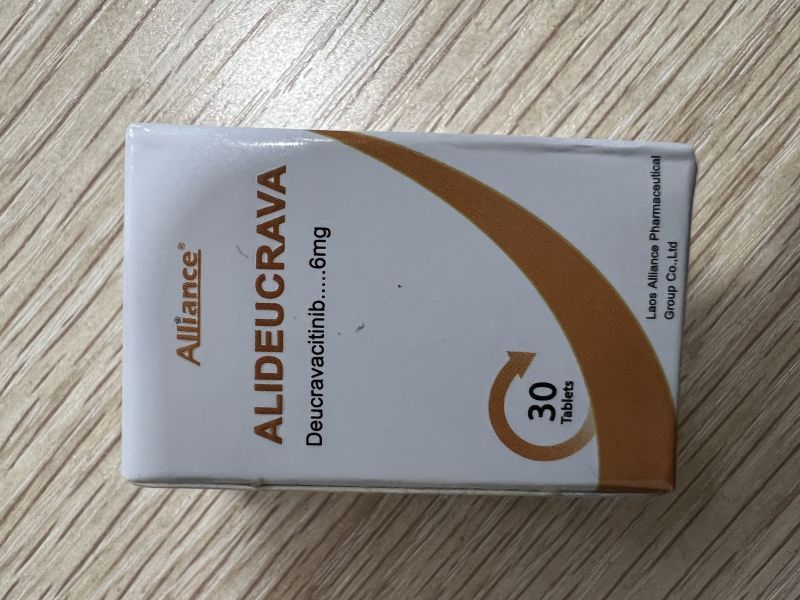 Alliance®
ALIDEUCRAVA
Deucravacitinib.....6mg
30
Tablets
Laos Alliance Pharmaceutical
Group Co.,Ltd